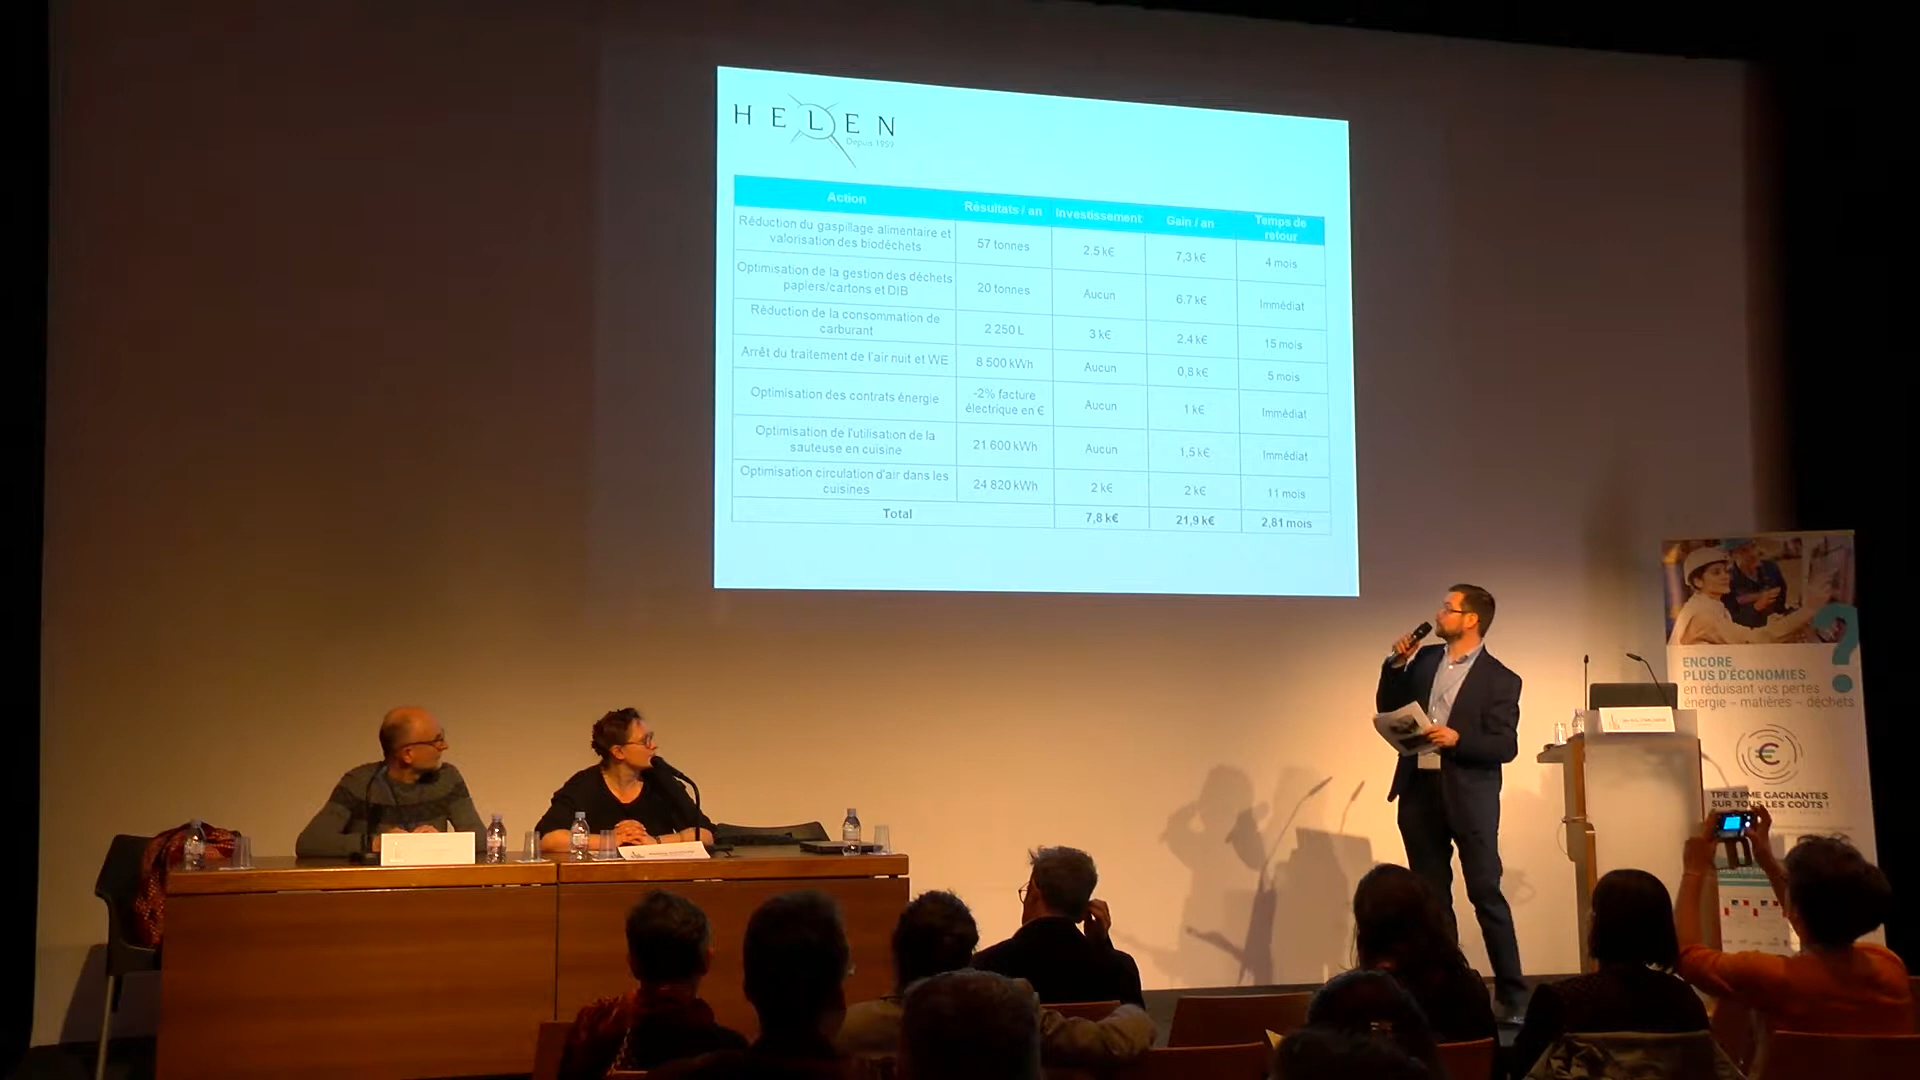 HELEN
Depuis 1959
Action Résultats / an Investissement Gain / an Temps de retour
Réduction du gaspillage alimentaire et valorisation des biodéchets 57 tonnes 2.5 k€ 7,3 k€ 4 mois
Optimisation de la gestion des déchets papiers/cartons et DIB 20 tonnes Aucun 6.7 k€ Immédiat
Réduction de la consommation de carburant 2 250 L 3 k€ 2.4 k€ 15 mois
Arrêt du traitement de l'air nuit et WE 8 500 kWh Aucun 0,8 k€ 5 mois
Optimisation des contrats énergie -2% facture électrique en € Aucun 1 k€ Immédiat
Optimisation de l'utilisation de la sauteuse en cuisine 21 600 kWh Aucun 1,5 k€ Immédiat
Optimisation circulation d'air dans les cuisines 24 820 kWh 2 k€ 2 k€ 11 mois
Total 7,8 k€ 21,9 k€ 2,81 mois
?
ENCORE
PLUS D'ÉCONOMIES
en réduisant vos pertes
énergie – matières – déchets
€
TPE & PME GAGNANTES
SUR TOUS LES COÛTS !